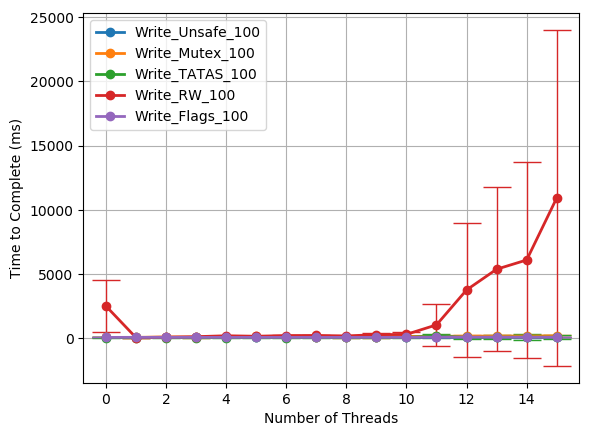 25000
20000
15000
10000
5000
0
Time to Complete (ms)
Write_Unsafe_100
Write_Mutex_100
Write_TATAS_100
Write_RW_100
Write_Flags_100
0 2 4 6 8 10 12 14
Number of Threads